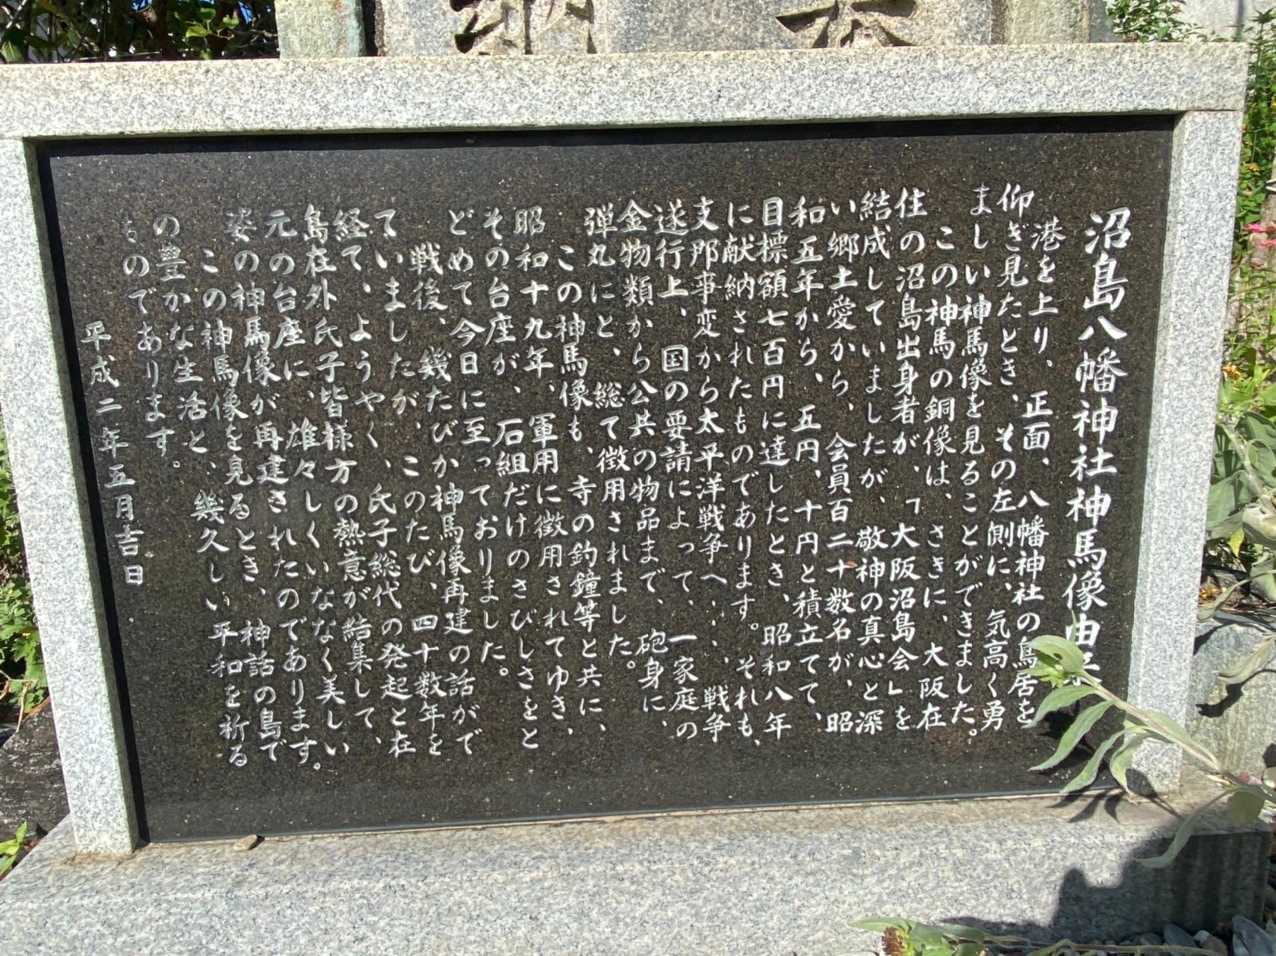 沼島八幡神社神馬像由
港を上り、正面、八幡神社の鳥居を
仰ぎ見たとき、その左側に、気高く勇
ましい神馬の像を見ることができました。
この神馬の銅像は、さきに、大阪在
住の沼島出身者が、「大阪沼島会」を
結成していましたが、敬神の真心と深
い郷土愛から、会員百二十数名が、昭
和五年から、五円十円と積立てて、
目標額七百円に達したとき、昭和八年
に献納されたものであります。それも、
支那事変から太平洋戦争へ、戦争の
遂行上、国の要請によって、一家庭の
金物類から、公共の物品まで、砲身に
弾丸にと、総て徴用されました。
この神馬像も、寺の釣鐘等と共に、
昭和十九年、軍用に徴用されてゆき、
その台座が、石組だけのさびしさをと
どめて今日に至っておりました。
戦後、幾たびか神馬像再建の話がで
ていましたが、このたび、四十数年を
経て、ようやく、氏子総代の発起で、在
島在外氏子皆様方の熱意が結集して、
元の台座に雄々しくいななく美しい
姿の神馬像が再建されたのであります。
この神馬像を見るとき、神話の島で
の豊かな生活と、幾久しい平和を祈る
ものであります。
平成二年五月吉日